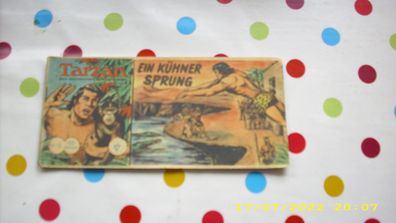 Tarzan
EIN KÜHNER
SPRUNG
17/07/2022 20:07